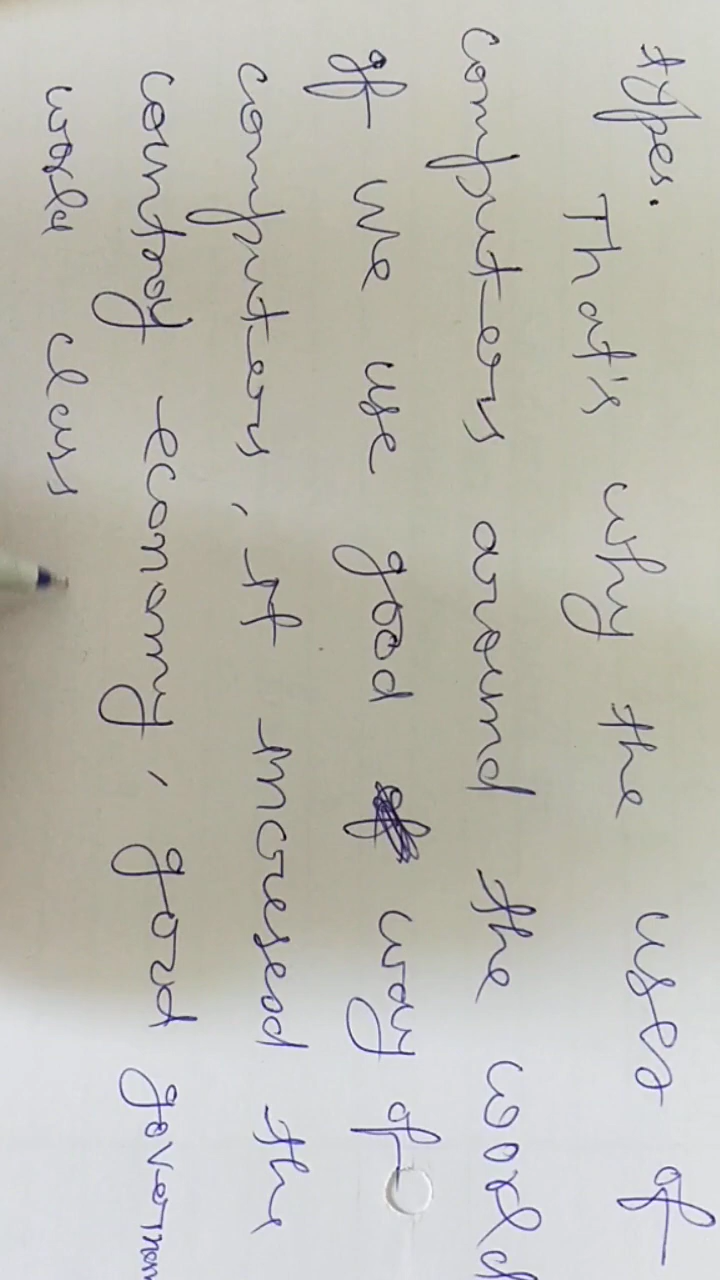 types. That's why the uses of
computers around the world
If we use good way of
computers, it incresead the
country economy, good governm
world class